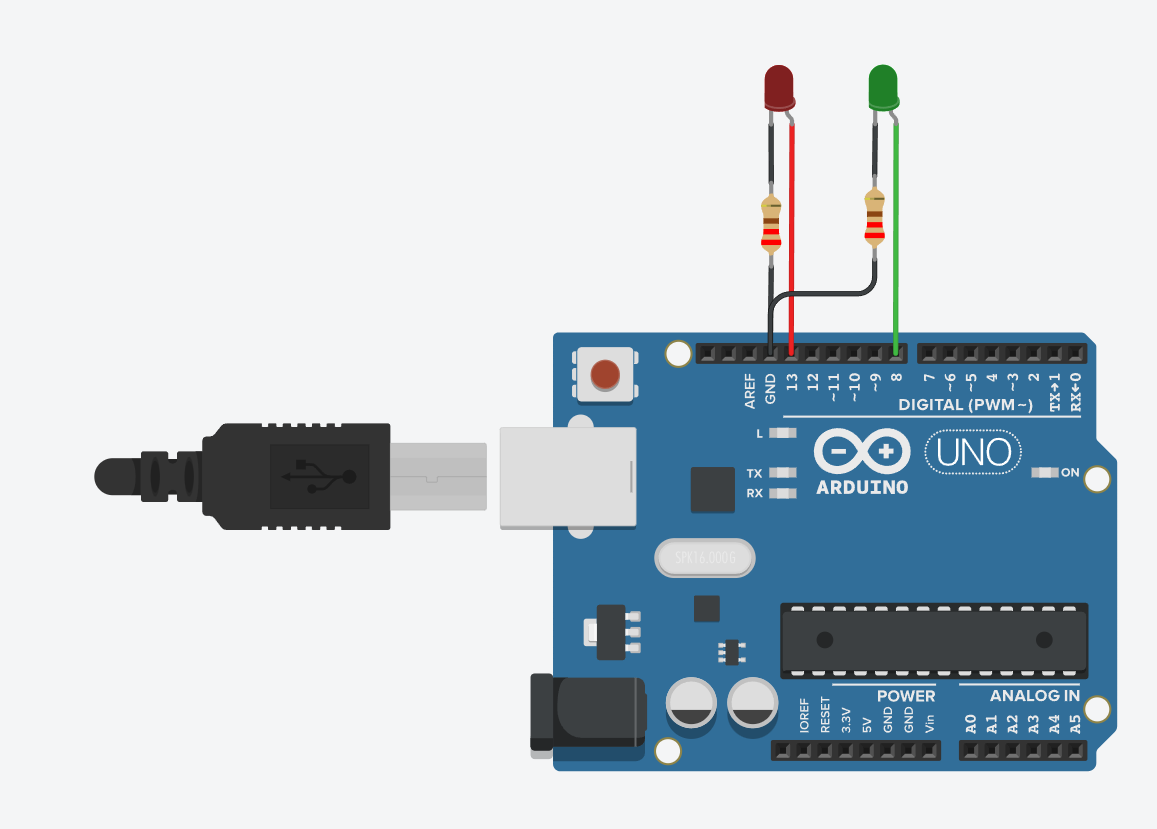 AREF
GND
13
12
~11
~10
~9
8
7
~6
~5
4
~3
2
TX→1
RX←0
DIGITAL (PWM~)
L
TX
RX
ARDUINO
UNO
ON
SPK16.000G
POWER
ANALOG IN
IOREF
RESET
3.3V
5V
GND
GND
Vin
A0
A1
A2
A3
A4
A5